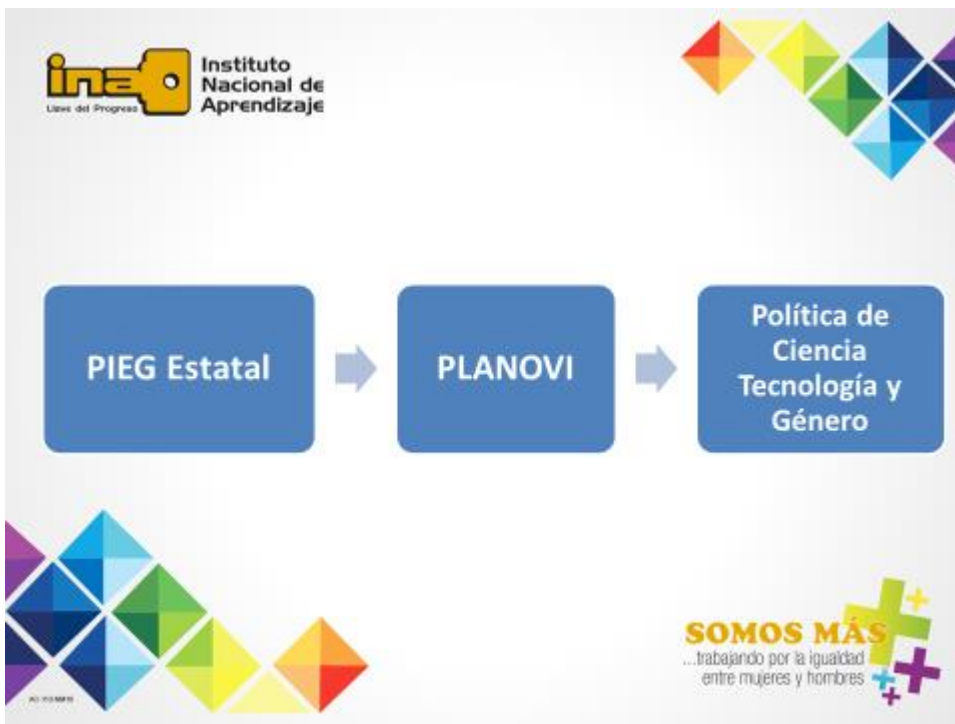 ina
Llave del Progreso
Instituto
Nacional de
Aprendizaje
PIEG Estatal
PLANOVI
Política de
Ciencia
Tecnología y
Género
SOMOS MÁS
...trabajando por la igualdad
entre mujeres y hombres